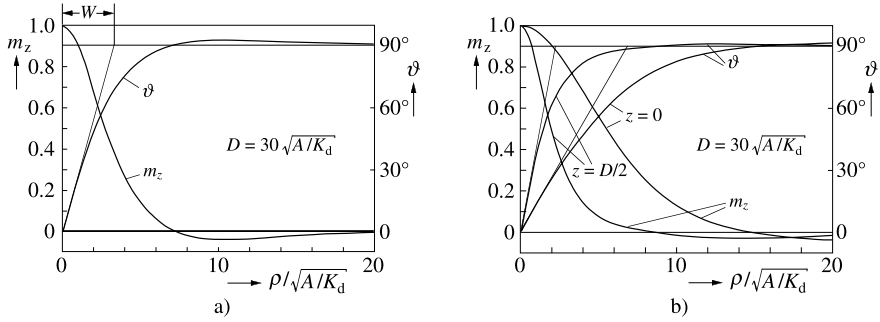 W
1.0
m_z
0.8
0.6
0.4
0.2
0
90°
ϑ
60°
30°
0
ϑ
D = 30 √A/K_d
m_z
0
10
20
ρ/√A/K_d
a)
1.0
m_z
0.8
0.6
0.4
0.2
0
90°
ϑ
60°
30°
0
ϑ
z = 0
D = 30 √A/K_d
z = D/2
m_z
0
10
20
ρ/√A/K_d
b)